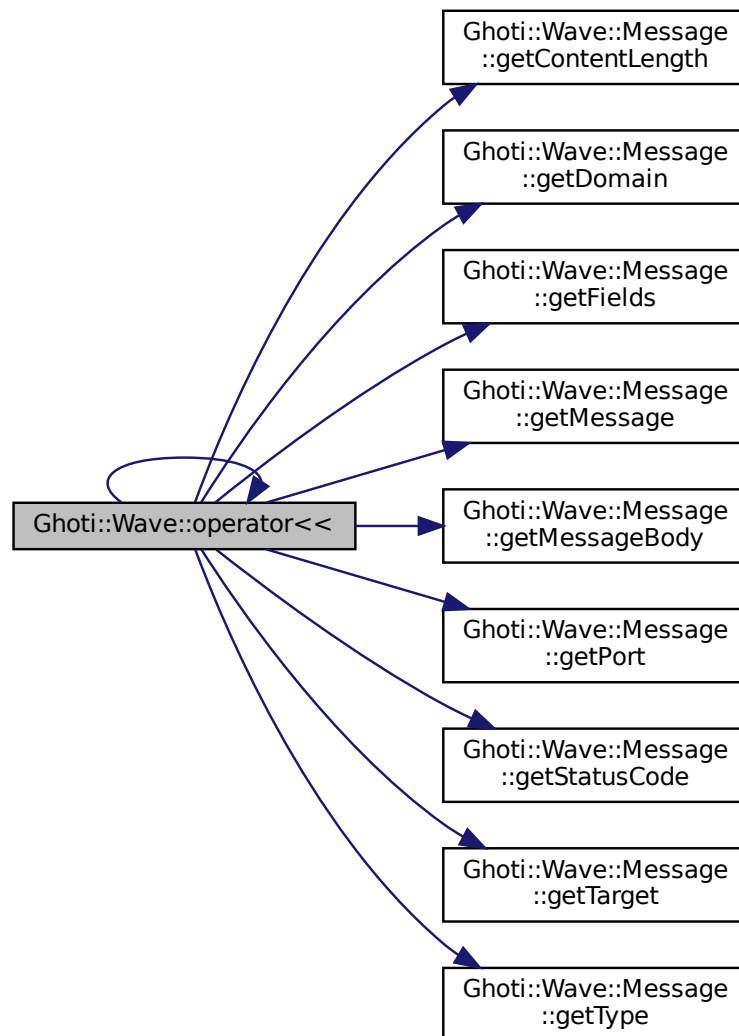 Ghoti::Wave::Message
::getContentLength
Ghoti::Wave::Message
::getDomain
Ghoti::Wave::Message
::getFields
Ghoti::Wave::Message
::getMessage
Ghoti::Wave::operator<<
Ghoti::Wave::Message
::getMessageBody
Ghoti::Wave::Message
::getPort
Ghoti::Wave::Message
::getStatusCode
Ghoti::Wave::Message
::getTarget
Ghoti::Wave::Message
::getType